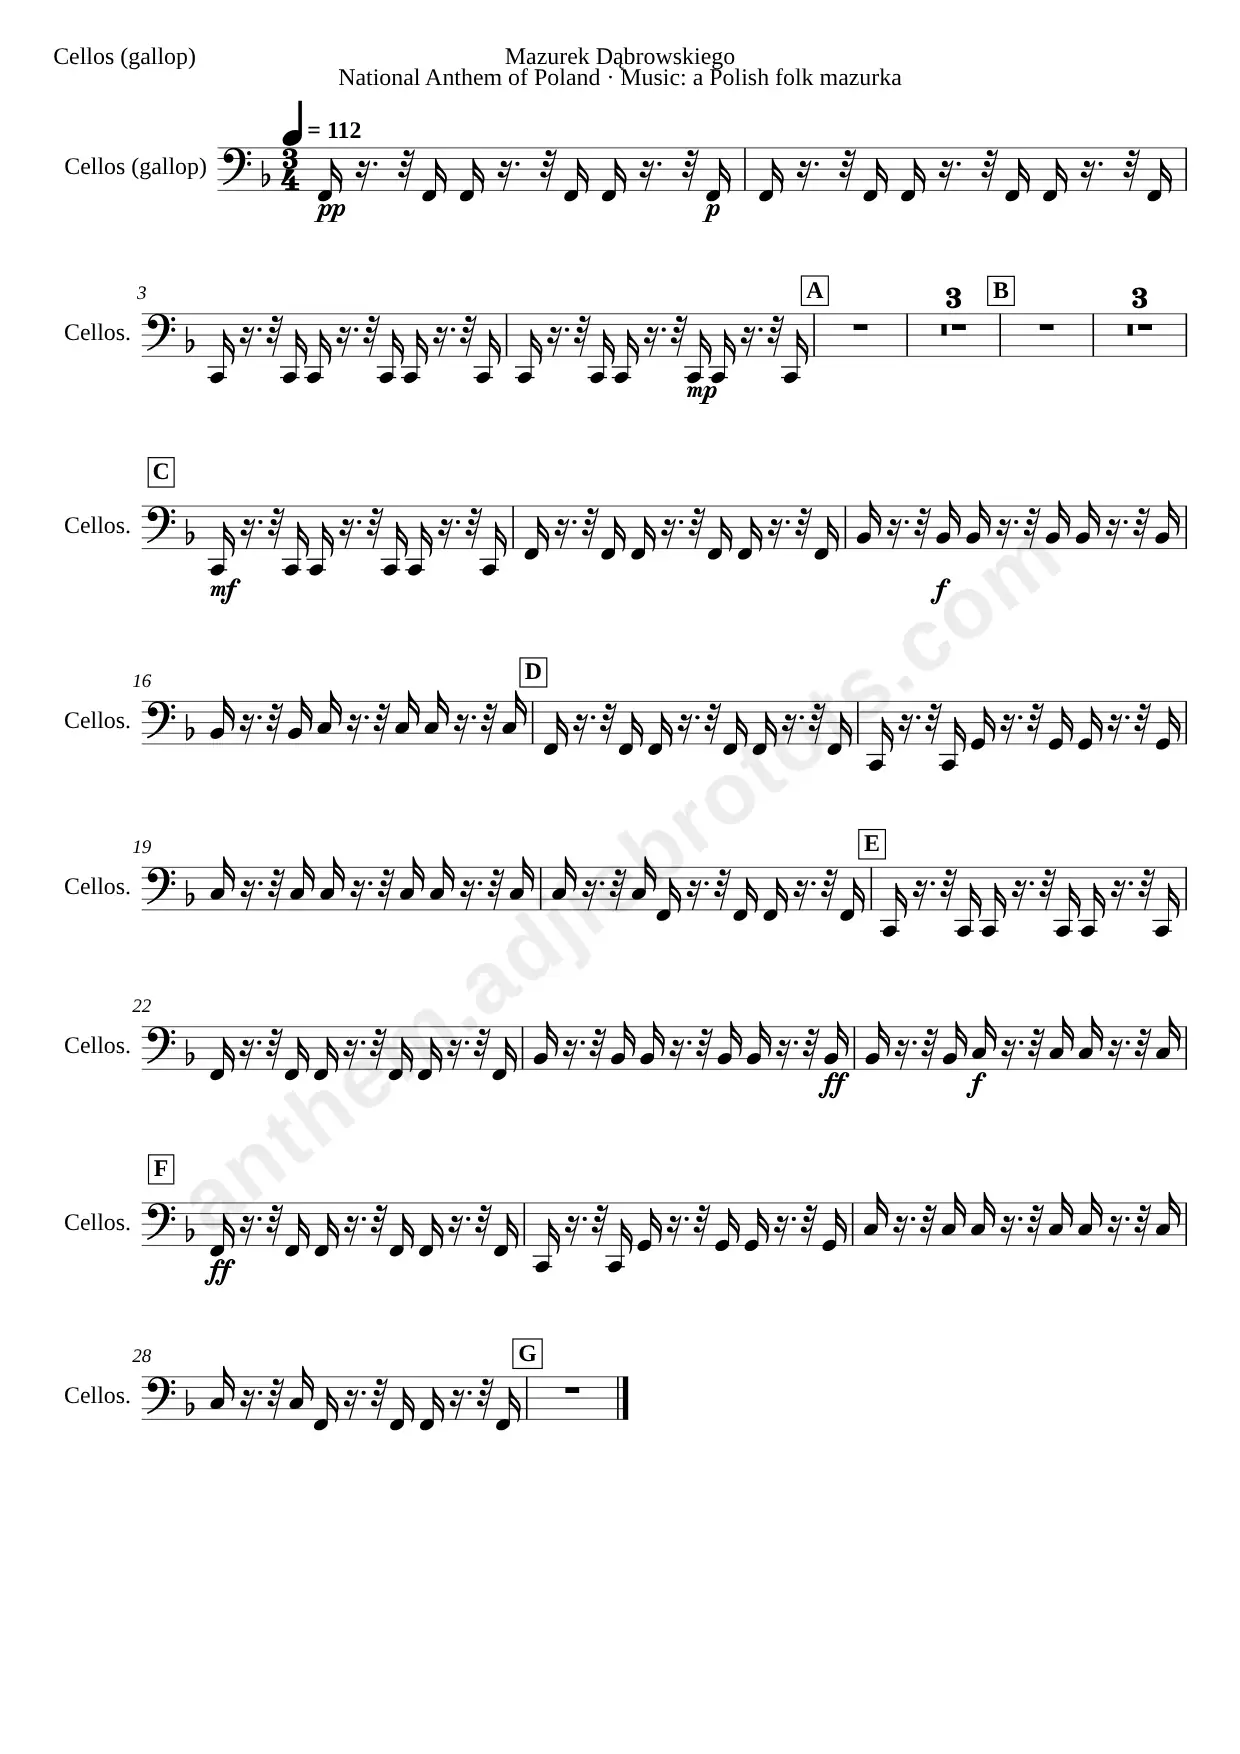 Cellos (gallop)
Mazurek Dąbrowskiego
National Anthem of Poland · Music: a Polish folk mazurka
= 112
Cellos (gallop)
3
4
pp
p
3
A
3
B
3
Cellos.
mp
C
Cellos.
mf
f
16
D
Cellos.
19
E
Cellos.
22
Cellos.
ff
f
F
Cellos.
ff
28
G
Cellos.
anthem.adjrebrotots.com